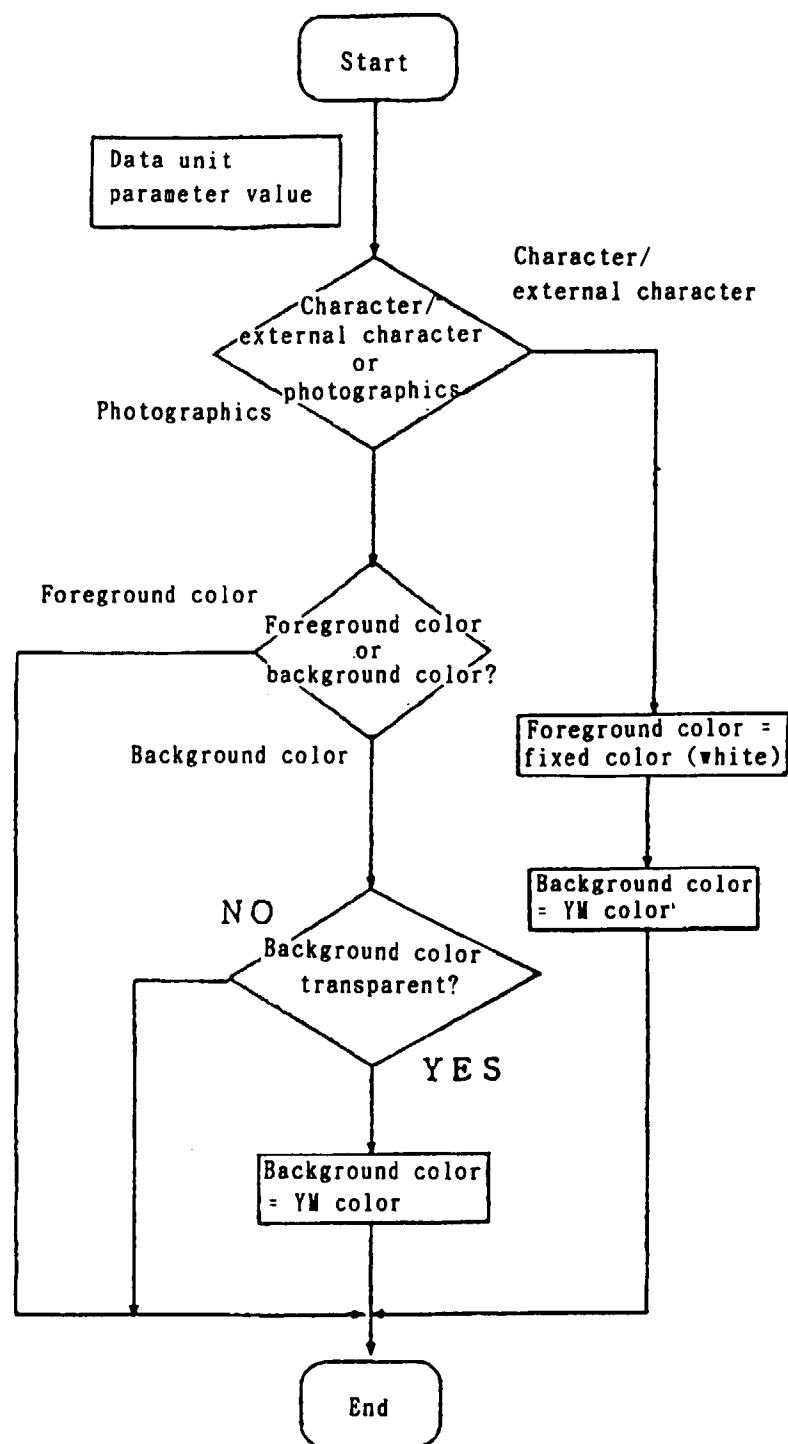 Start
Data unit
parameter value
Character/
external character
Character/
external character
or
photographics
Photographics
Foreground color
Foreground color
or
background color?
Background color
Foreground color =
fixed color (white)
Background color
= YM color
NO
Background color
transparent?
YES
Background color
= YM color
End